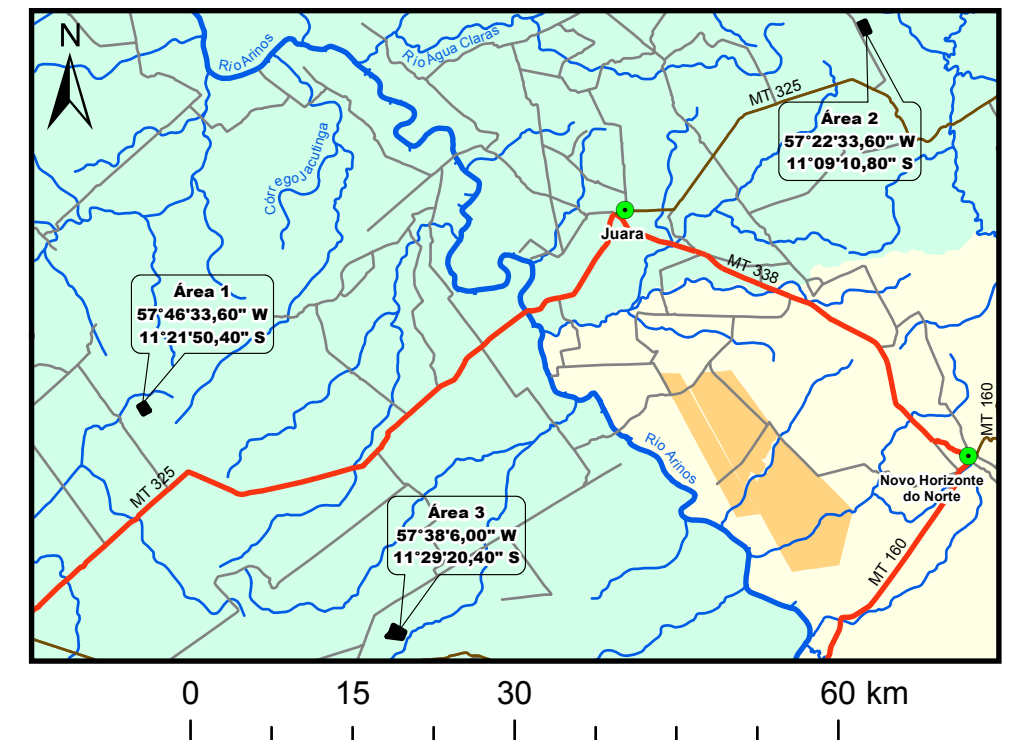 N
Rio Arinos
Rio Água Claras
MT 325
Área 2
57°22'33,60" W
11°09'10,80" S
Córrego Jacutinga
Juara
MT 338
Área 1
57°46'33,60" W
11°21'50,40" S
MT 160
Rio Arinos
MT 325
Novo Horizonte
do Norte
Área 3
57°38'6,00" W
11°29'20,40" S
MT 160
0 15 30 60 km